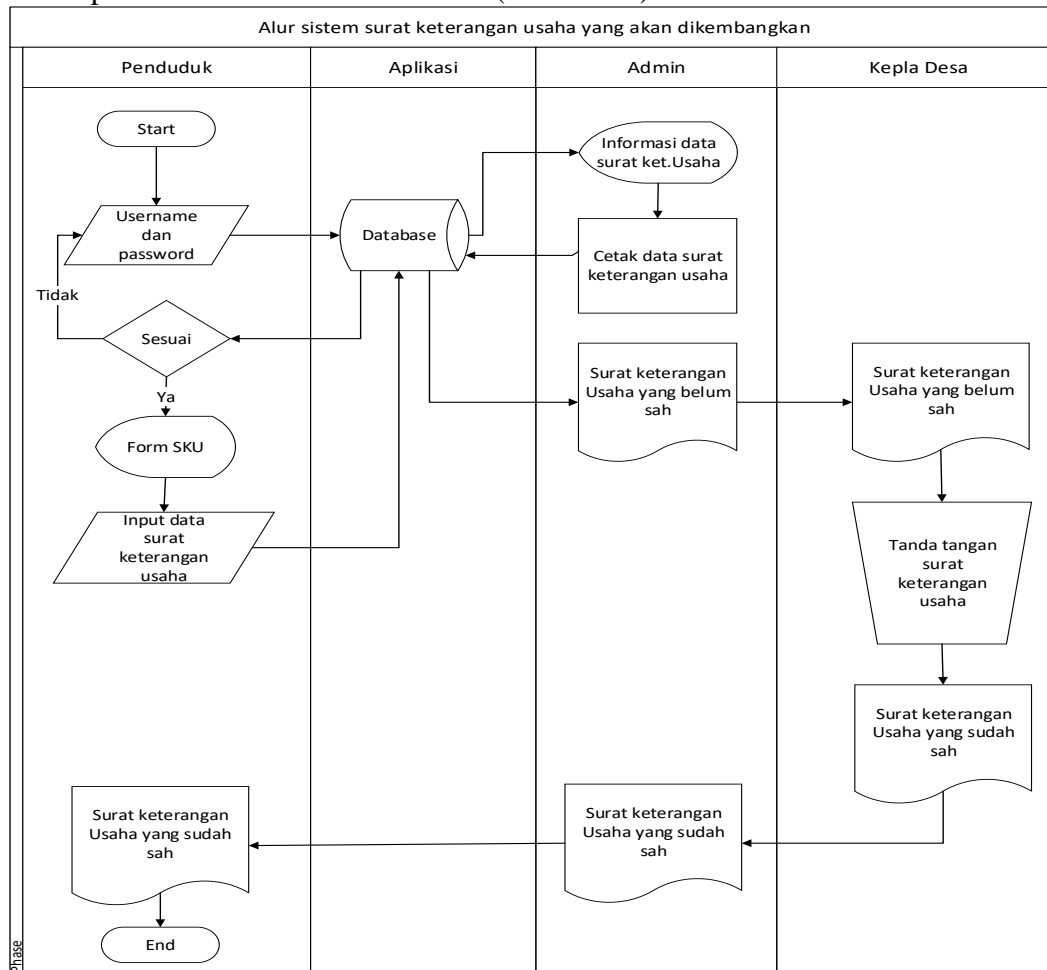 Alur sistem surat keterangan usaha yang akan dikembangkan
Penduduk
Aplikasi
Admin
Kepla Desa
Start
Informasi data
surat ket.Usaha
Username
dan
password
Database
Cetak data surat
keterangan usaha
Tidak
Sesuai
Ya
Surat keterangan
Usaha yang belum
sah
Surat keterangan
Usaha yang belum
sah
Form SKU
Input data
surat
keterangan
usaha
Tanda tangan
surat
keterangan
usaha
Surat keterangan
Usaha yang sudah
sah
Surat keterangan
Usaha yang sudah
sah
Surat keterangan
Usaha yang sudah
sah
End
Phase